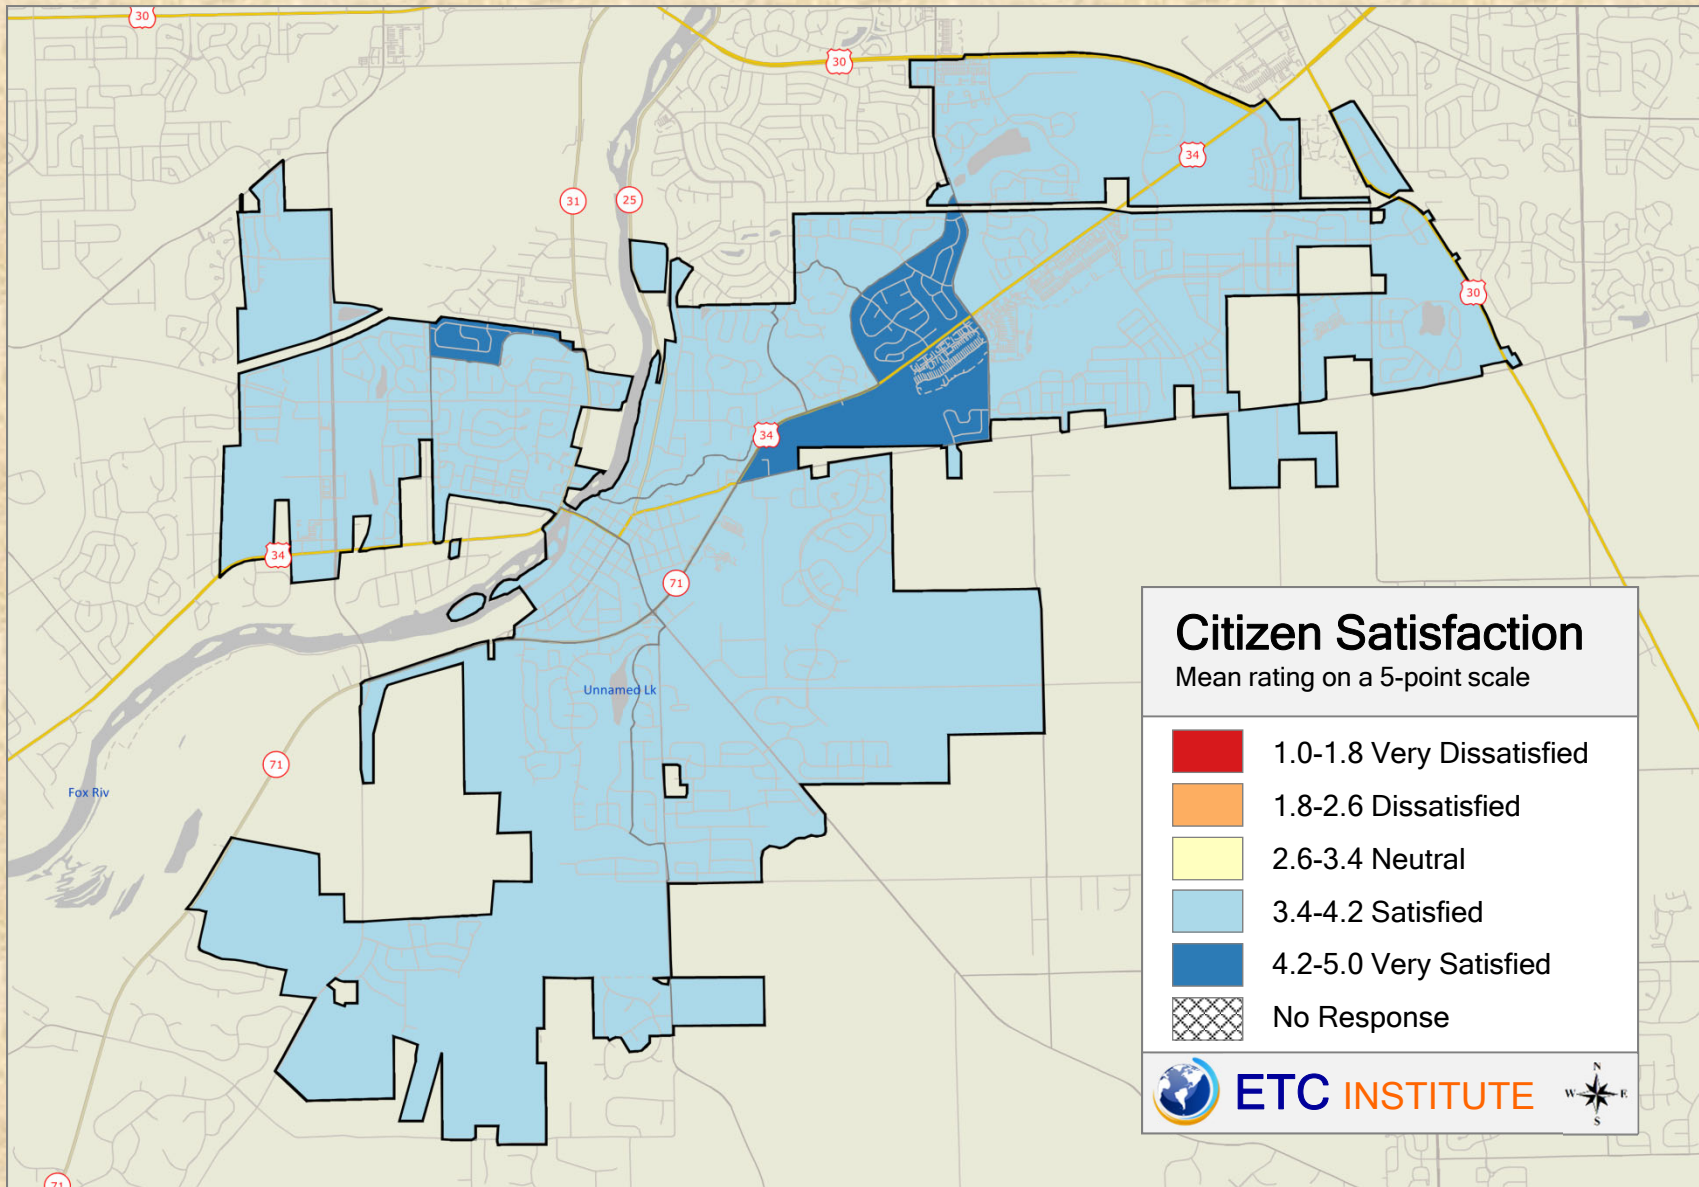 30
30
34
31
25
30
34
34
71
Unnamed Lk
71
Fox Riv
71
Citizen Satisfaction
Mean rating on a 5-point scale
1.0-1.8 Very Dissatisfied
1.8-2.6 Dissatisfied
2.6-3.4 Neutral
3.4-4.2 Satisfied
4.2-5.0 Very Satisfied
No Response
ETC INSTITUTE
N
W E
S